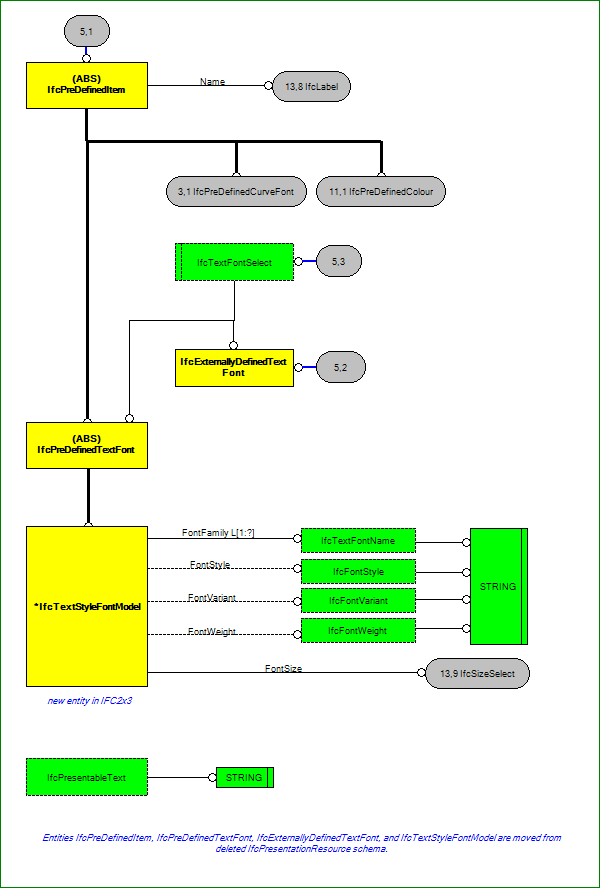 5,1
(ABS)
IfcPreDefinedItem
Name
13,8 IfcLabel
3,1 IfcPreDefinedCurveFont
11,1 IfcPreDefinedColour
IfcTextFontSelect
5,3
IfcExternallyDefinedText
Font
5,2
(ABS)
IfcPreDefinedTextFont
FontFamily L[1:?]
IfcTextFontName
FontStyle
IfcFontStyle
STRING
FontVariant
IfcFontVariant
*IfcTextStyleFontModel
FontWeight
IfcFontWeight
FontSize
13,9 IfcSizeSelect
new entity in IFC2x3
IfcPresentableText
STRING
Entities IfcPreDefinedItem, IfcPreDefinedTextFont, IfcExternallyDefinedTextFont, and IfcTextStyleFontModel are moved from
deleted IfcPresentationResource schema.